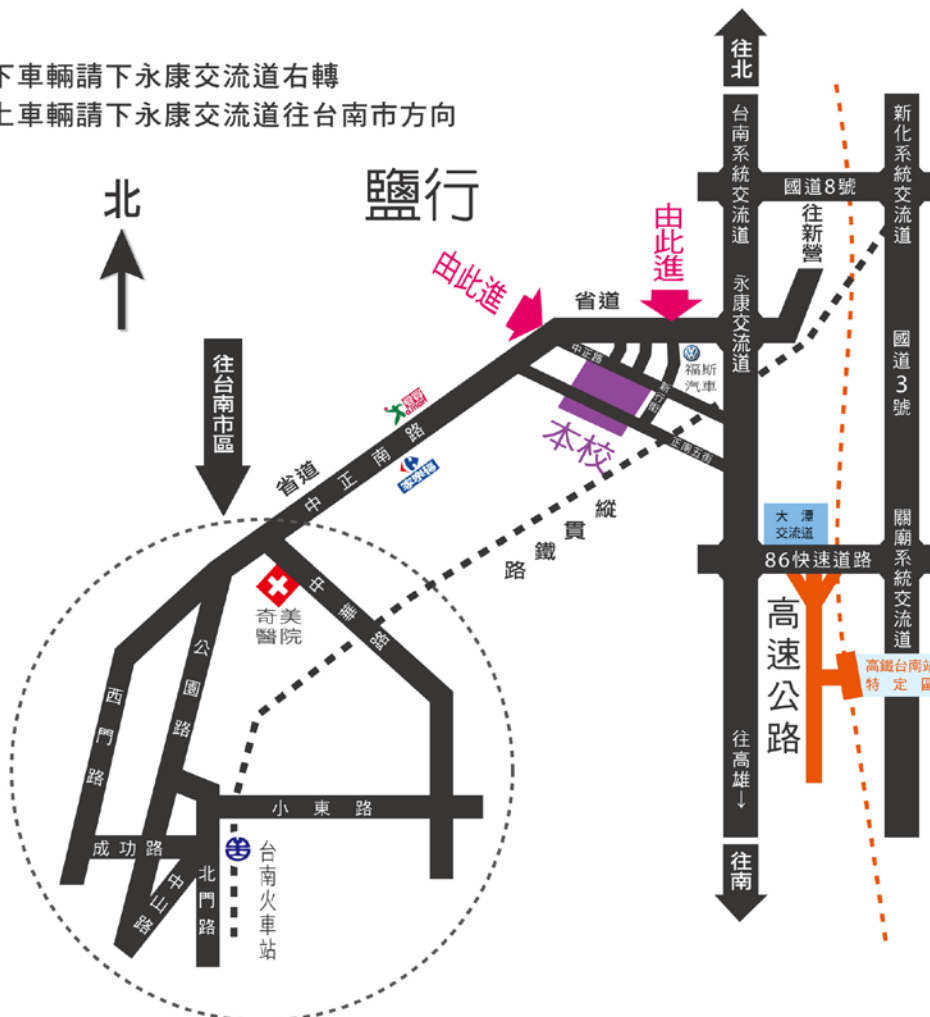 下車輛請下永康交流道右轉
上車輛請下永康交流道往台南市方向
北
鹽行
往北
台南系統交流道
新化系統交流道
國道8號
往新營
由此進
由此進
省道
永康交流道
國道3號
中正路
福斯
汽車
新行街
本校
正南五街
往台南市區
愛買
a.mart
家樂福
省道
中正南路
縱貫鐵路
大潭
交流道
86快速道路
關廟系統交流道
高速公路
高鐵台南站
特定區
奇美
醫院
中華路
公園路
西門路
小東路
成功路
中山路
北門路
台南火車站
往高雄↓
往南